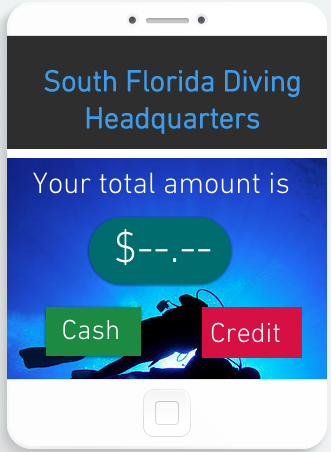 South Florida Diving
Headquarters
Your total amount is
$--.--
Cash
Credit